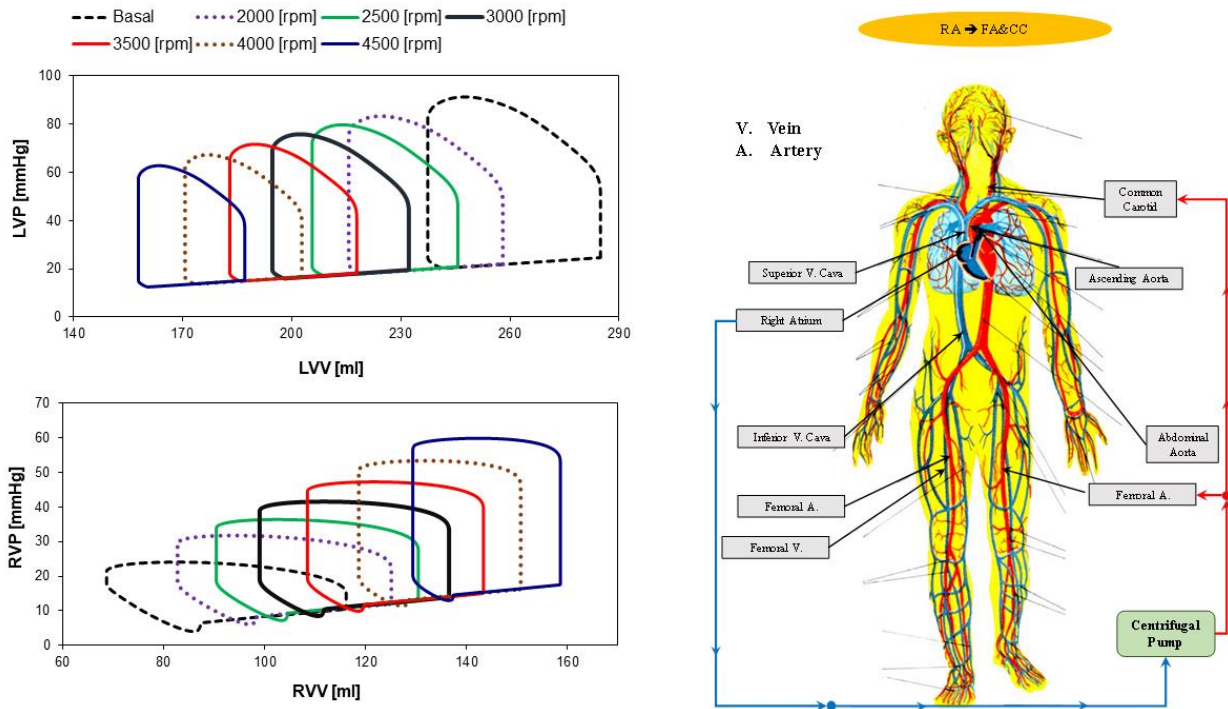 Basal 2000 [rpm] 2500 [rpm] 3000 [rpm]
3500 [rpm] 4000 [rpm] 4500 [rpm]
100
80
60
40
20
0
LVP [mmHg]
140 170 200 230 260 290
LVV [ml]
70
60
50
40
30
20
10
0
RVP [mmHg]
60 80 100 120 140 160
RVV [ml]
RA ➔ FA&CC
V. Vein
A. Artery
Common
Carotid
Superior V. Cava
Ascending Aorta
Right Atrium
Inferior V. Cava
Abdominal
Aorta
Femoral A.
Femoral A.
Femoral V.
Centrifugal
Pump